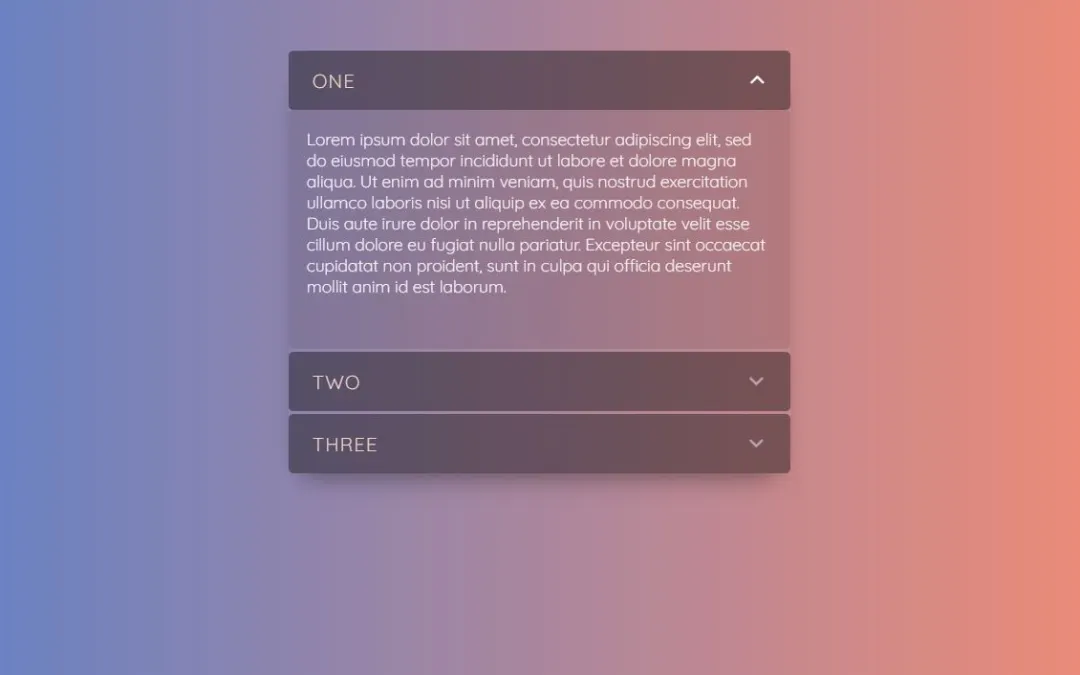 ONE
Lorem ipsum dolor sit amet, consectetur adipiscing elit, sed
do eiusmod tempor incididunt ut labore et dolore magna
aliqua. Ut enim ad minim veniam, quis nostrud exercitation
ullamco laboris nisi ut aliquip ex ea commodo consequat.
Duis aute irure dolor in reprehenderit in voluptate velit esse
cillum dolore eu fugiat nulla pariatur. Excepteur sint occaecat
cupidatat non proident, sunt in culpa qui officia deserunt
mollit anim id est laborum.
TWO
THREE